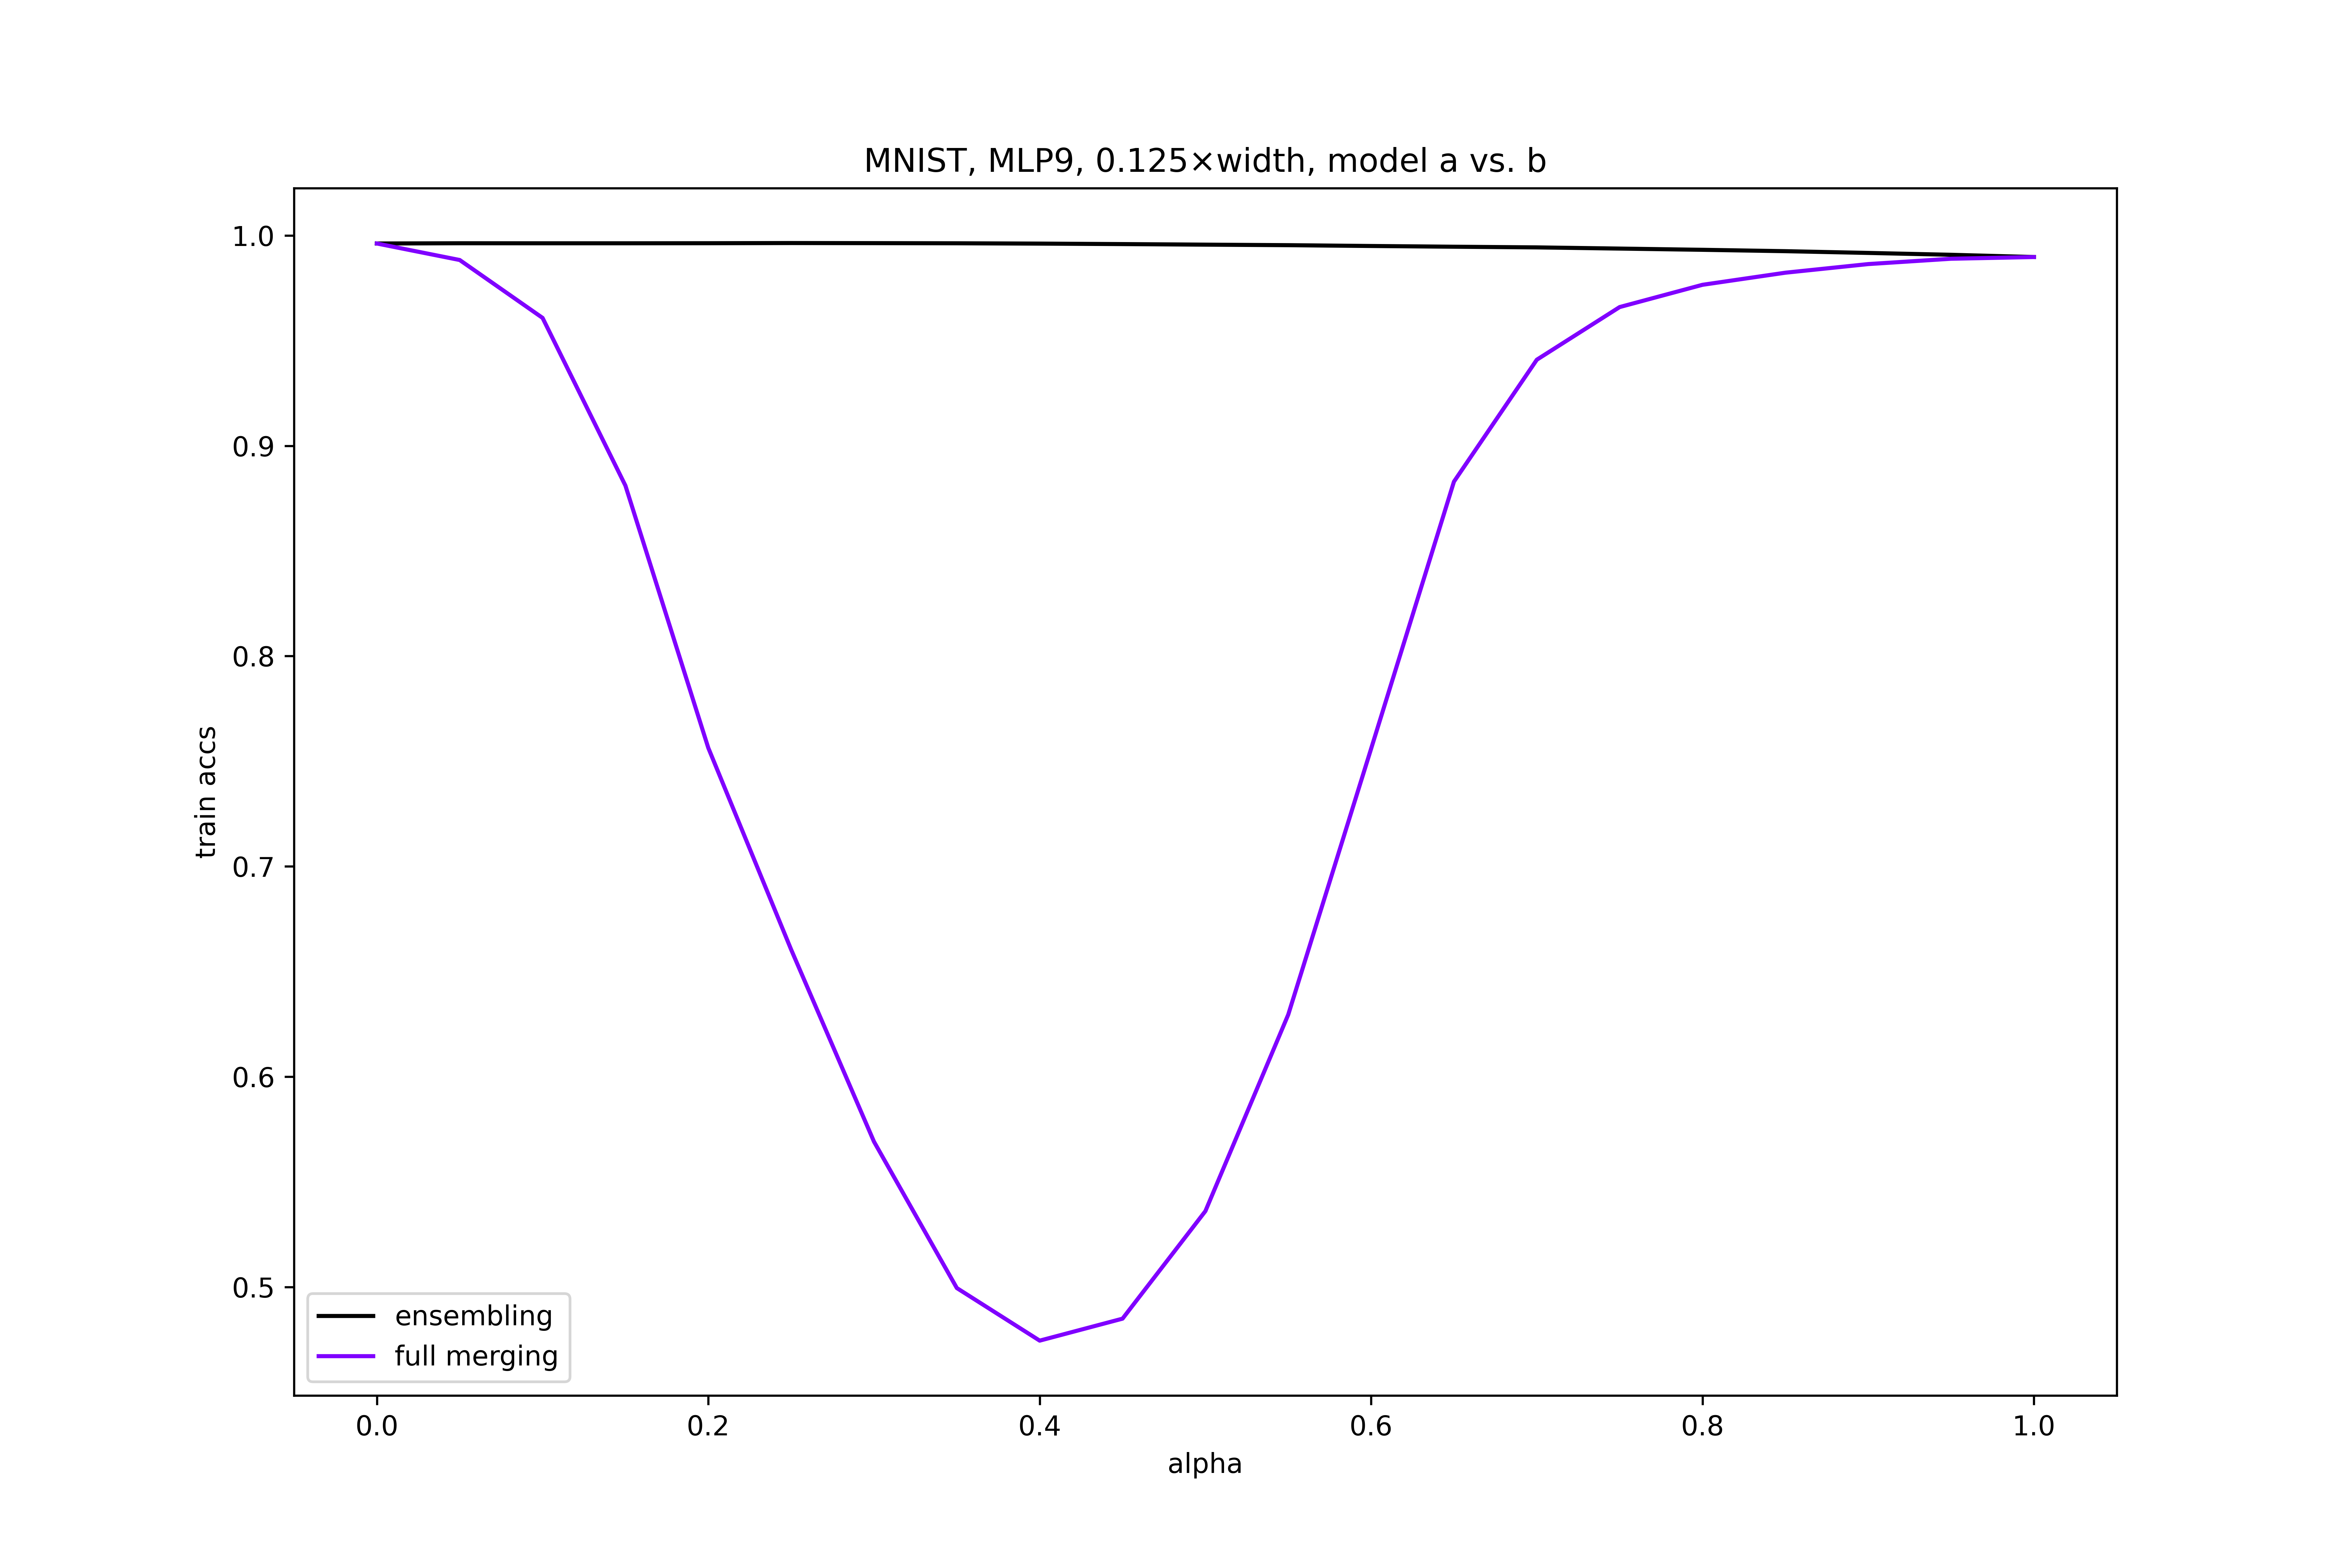 MNIST, MLP9, 0.125×width, model a vs. b
1.0
0.9
0.8
0.7
0.6
0.5
train accs
ensembling
full merging
0.0 0.2 0.4 0.6 0.8 1.0
alpha